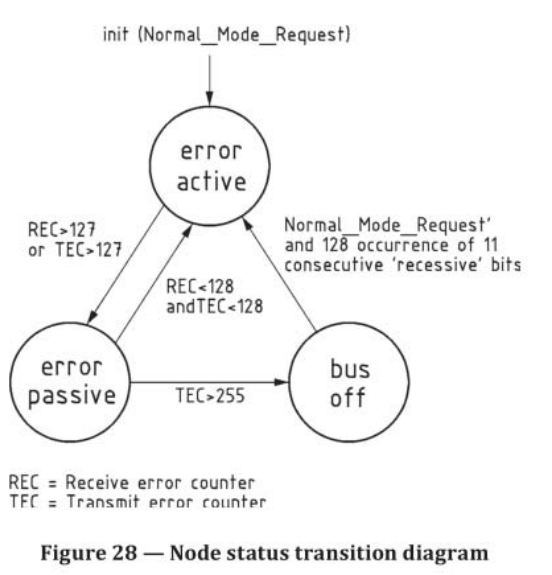 init (Normal_Mode_Request)
error
active
REC>127
or TEC>127
Normal_Mode_Request'
and 128 occurrence of 11
consecutive 'recessive' bits
REC<128
andTEC<128
error
passive
TEC>255
bus
off
REC = Receive error counter
TEC = Transmit error counter
Figure 28 — Node status transition diagram